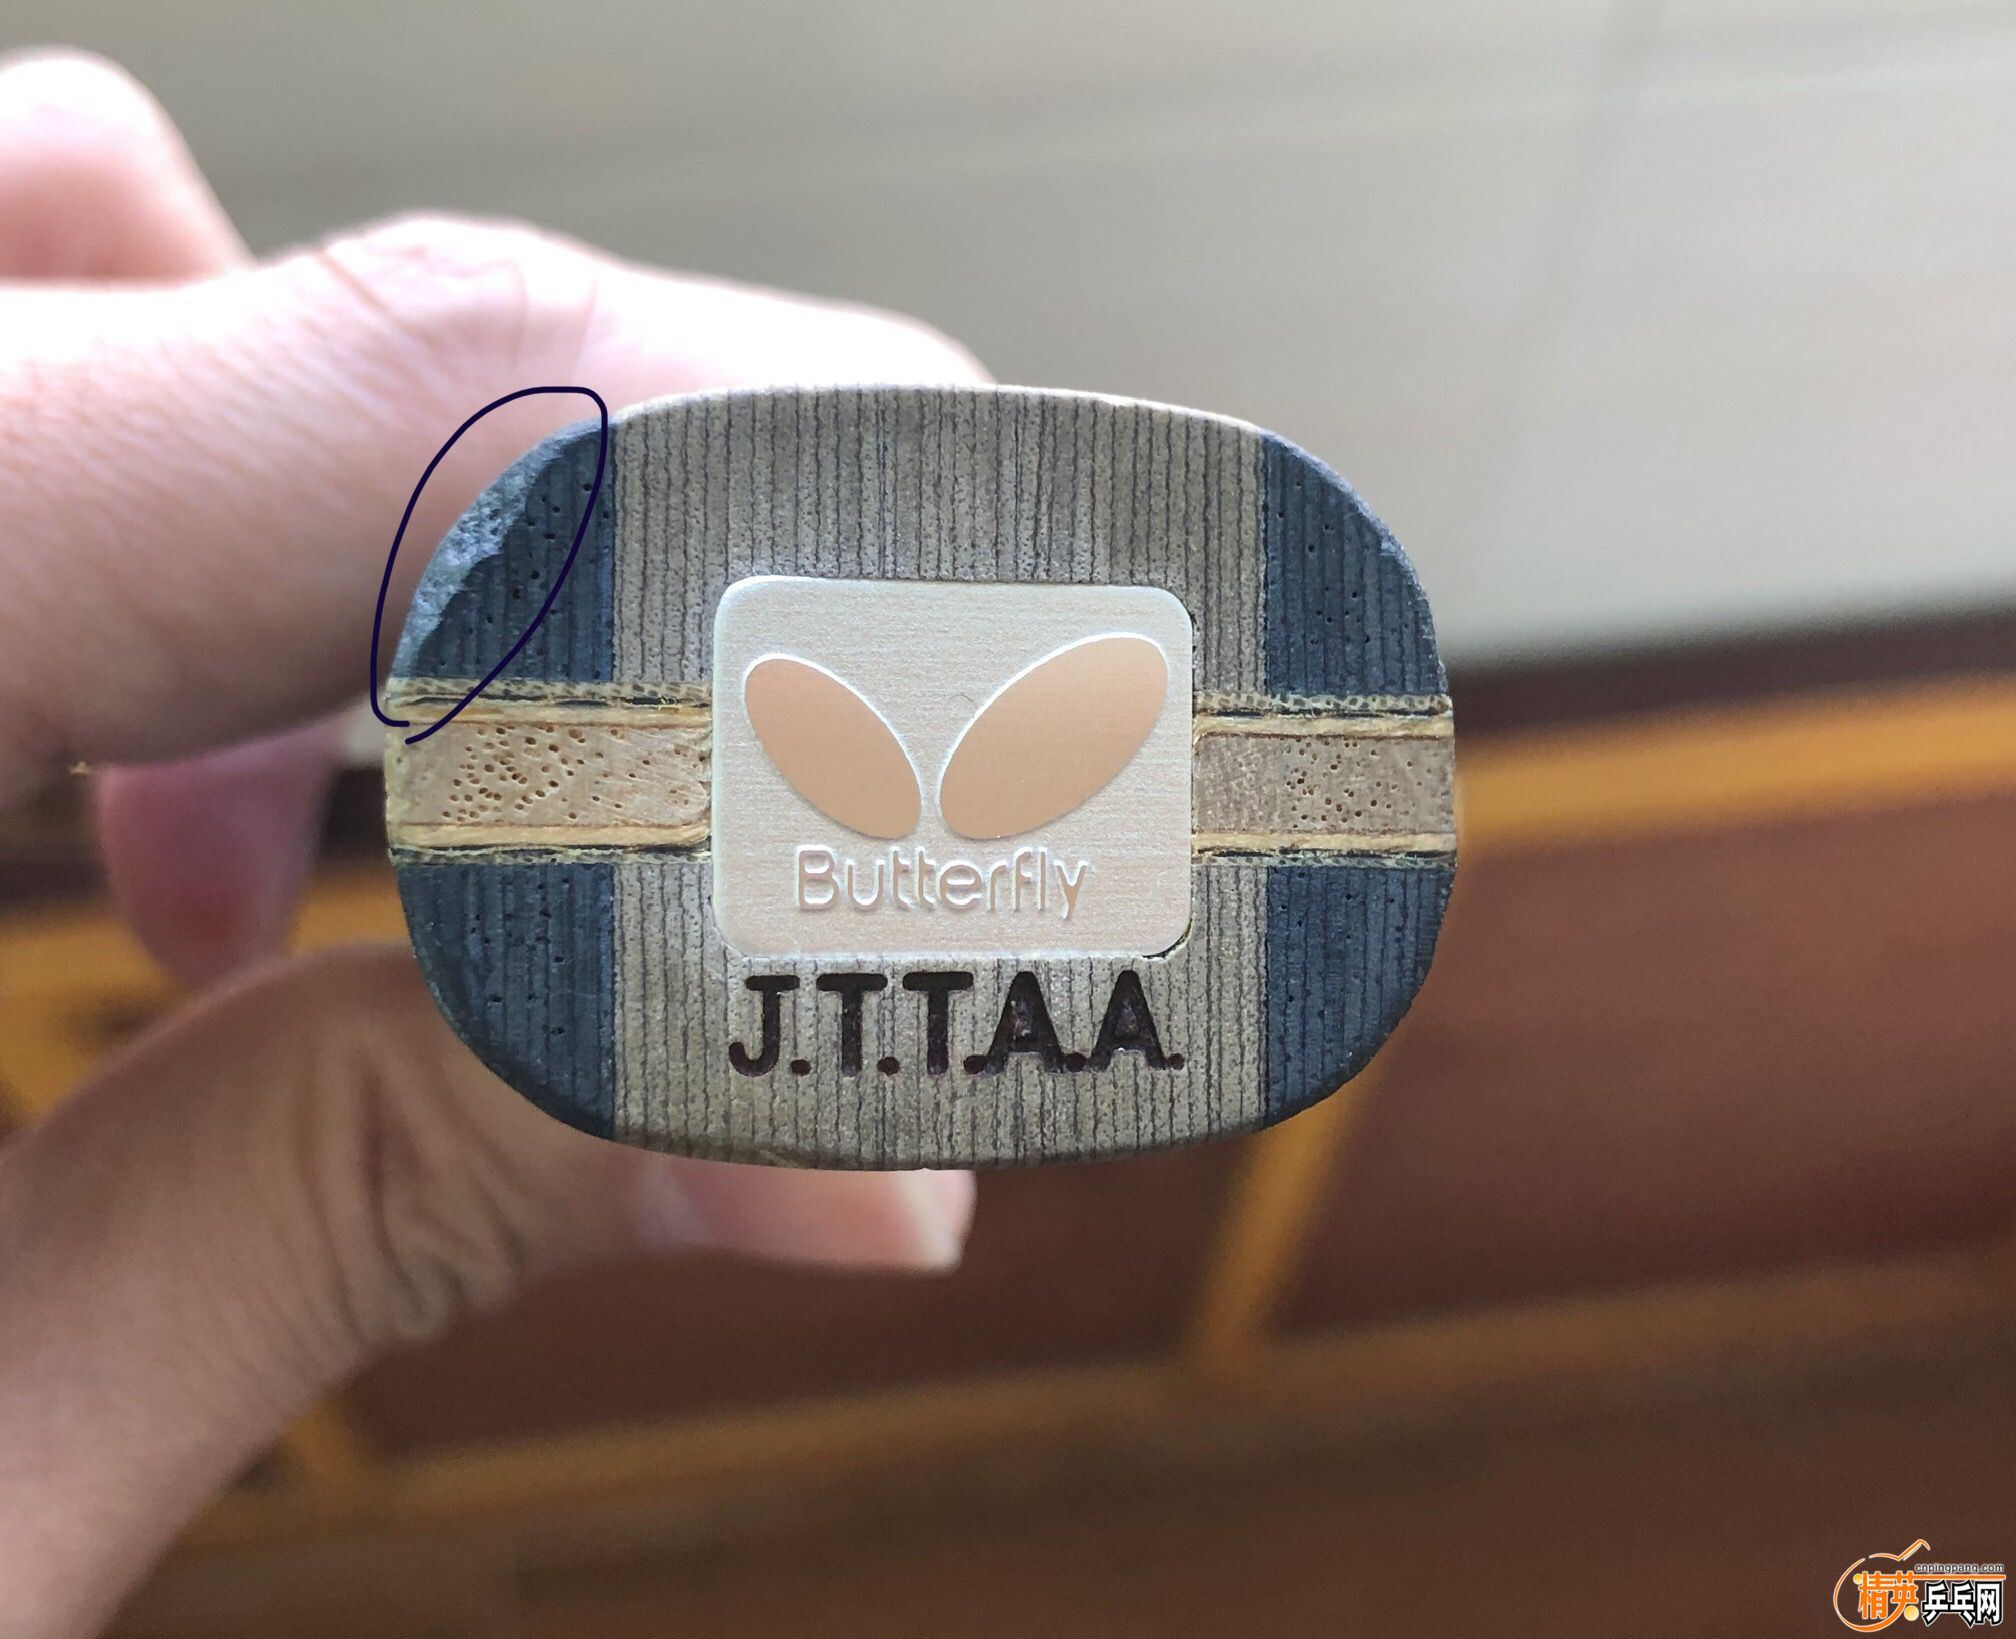 Butterfly
J.T.T.A.A.
cnpingpang.com
精英乒乓网